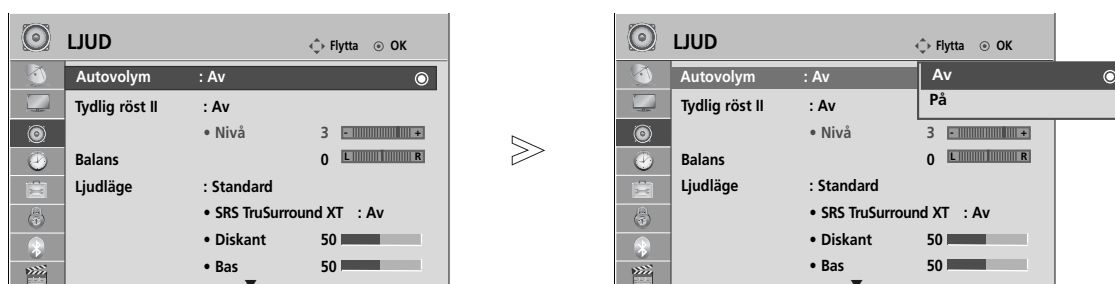 LJUD Flytta OK
Autovolym : Av
Tydlig röst II : Av
• Nivå 3 - +
Balans 0 L R
Ljudläge : Standard
• SRS TruSurround XT : Av
• Diskant 50
• Bas 50
LJUD Flytta OK
Autovolym : Av
Av
På
Tydlig röst II : Av
• Nivå 3 - +
Balans 0 L R
Ljudläge : Standard
• SRS TruSurround XT : Av
• Diskant 50
• Bas 50